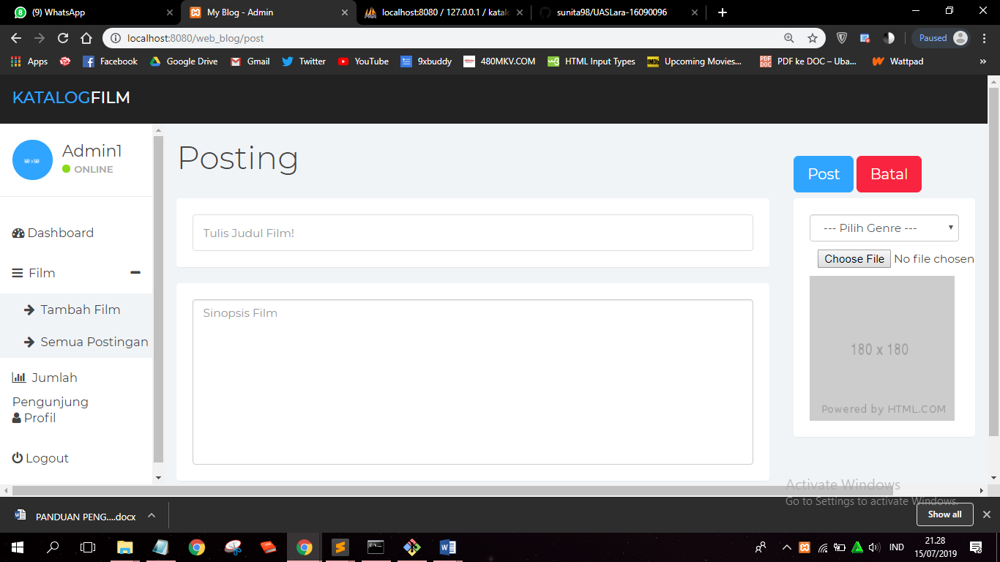 (9) WhatsApp
My Blog - Admin
localhost:8080 / 127.0.0.1 / katalo
sunita98/UASLara-16090096
localhost:8080/web_blog/post
Paused
Apps
Facebook
Google Drive
Gmail
Twitter
YouTube
9xbuddy
480MKV.COM
HTML Input Types
Upcoming Movies...
PDF ke DOC – Uba...
Wattpad
»
KATALOGFILM
50 x 50
Admin1
ONLINE
Dashboard
Film
Tambah Film
Semua Postingan
Jumlah
Pengunjung
Profil
Logout
Posting
Post
Batal
Tulis Judul Film!
Sinopsis Film
--- Pilih Genre ---
Choose File No file chosen
180 x 180
Powered by HTML.COM
Activate Windows
Go to Settings to activate Windows.
PANDUAN PENG....docx
Show all
IND
21.28
15/07/2019